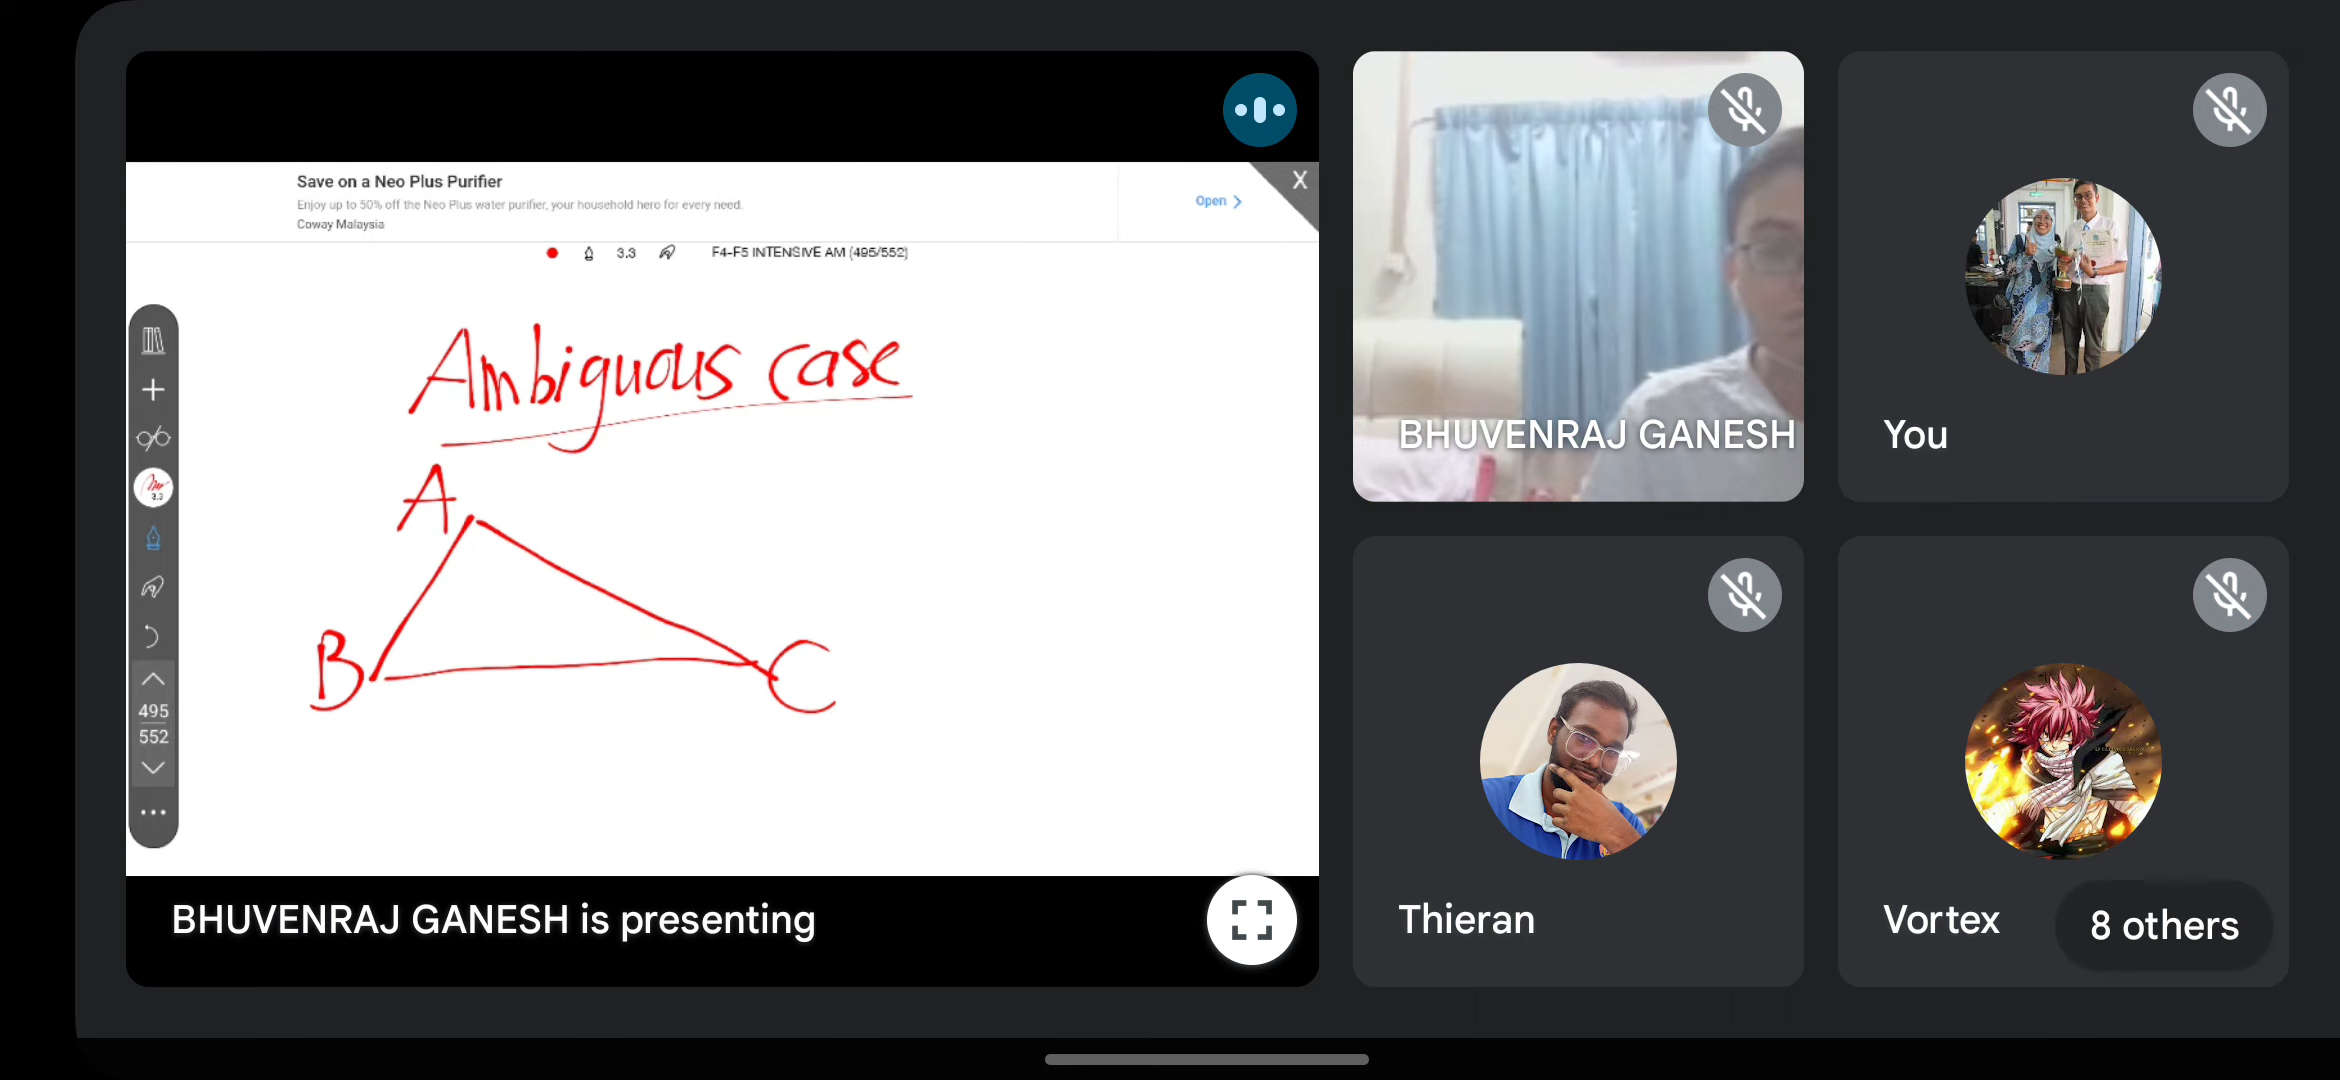 Save on a Neo Plus Purifier
Enjoy up to 50% off the Neo Plus water purifier, your household hero for every need.
Coway Malaysia
Open
X
3.3
F4-F5 INTENSIVE AM (495/552)
Ambiguous case
A
B
C
3.3
495
552
BHUVENRAJ GANESH is presenting
BHUVENRAJ GANESH
You
Thieran
Vortex
8 others